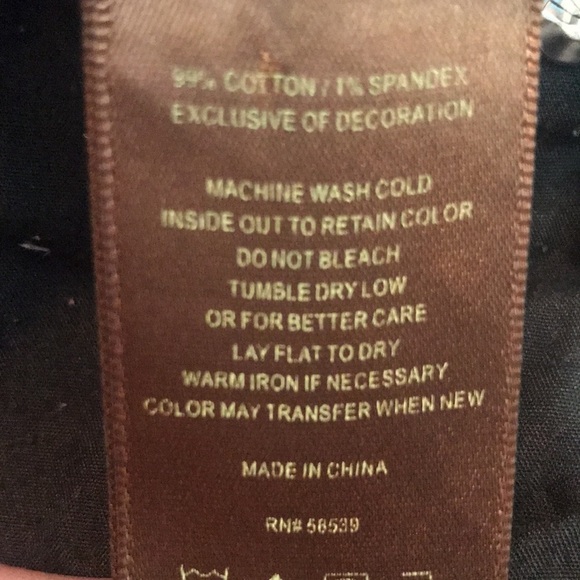 99% COTTON / 1% SPANDEX
EXCLUSIVE OF DECORATION
MACHINE WASH COLD
INSIDE OUT TO RETAIN COLOR
DO NOT BLEACH
TUMBLE DRY LOW
OR FOR BETTER CARE
LAY FLAT TO DRY
WARM IRON IF NECESSARY
COLOR MAY TRANSFER WHEN NEW
MADE IN CHINA
RN# 56539